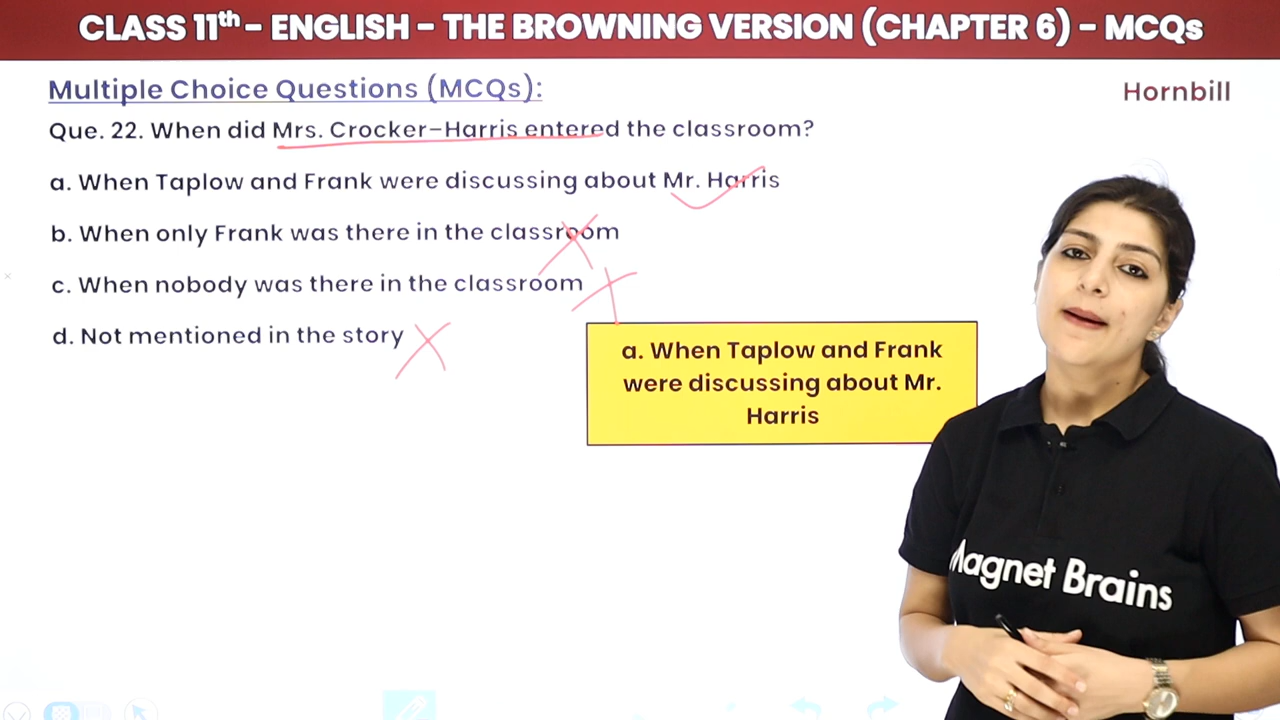 CLASS 11th – ENGLISH – THE BROWNING VERSION (CHAPTER 6) – MCQs
Multiple Choice Questions (MCQs):
Hornbill
Que. 22. When did Mrs. Crocker–Harris entered the classroom?
a. When Taplow and Frank were discussing about Mr. Harris
b. When only Frank was there in the classroom
c. When nobody was there in the classroom
d. Not mentioned in the story
a. When Taplow and Frank
were discussing about Mr.
Harris
Magnet Brains